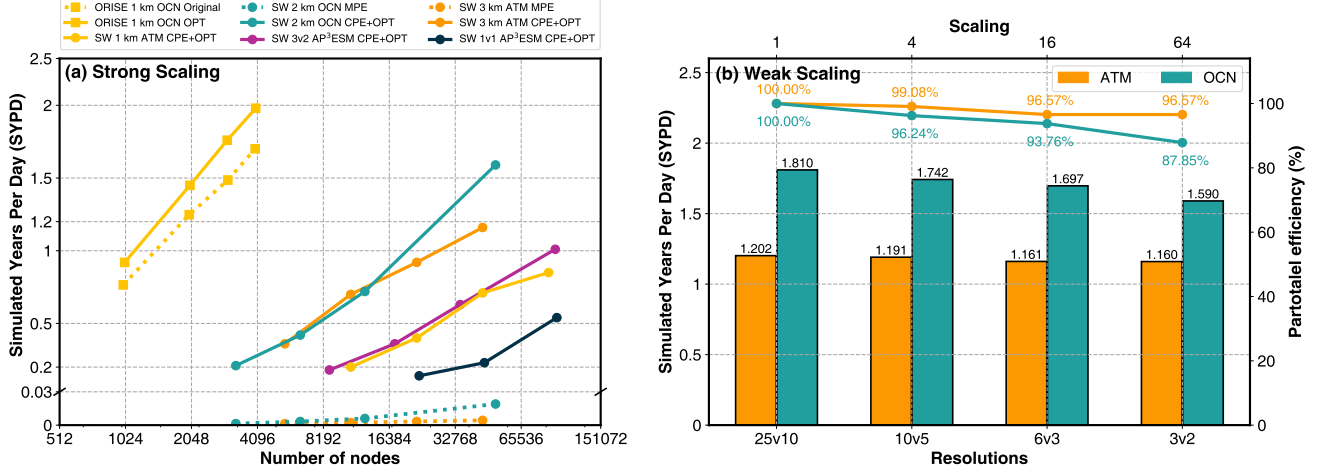 ORISE 1 km OCN Original
SW 2 km OCN MPE
SW 3 km ATM MPE
ORISE 1 km OCN OPT
SW 2 km OCN CPE+OPT
SW 3 km ATM CPE+OPT
SW 1 km ATM CPE+OPT
SW 3v2 AP³ESM CPE+OPT
SW 1v1 AP³ESM CPE+OPT
(a) Strong Scaling
Simulated Years Per Day (SYPD)
2.5
2
1.5
1.2
1
0.5
0.2
0.03
0
512
1024
2048
4096
8192
16384
32768
65536
151072
Number of nodes
Scaling
1
4
16
64
(b) Weak Scaling
ATM
OCN
Simulated Years Per Day (SYPD)
2.5
2
1.5
1
0.5
0
100.00%
99.08%
96.57%
96.57%
100.00%
96.24%
93.76%
87.85%
1.810
1.742
1.697
1.590
1.202
1.191
1.161
1.160
100
80
60
40
20
0
Partotalel efficiency (%)
25v10
10v5
6v3
3v2
Resolutions